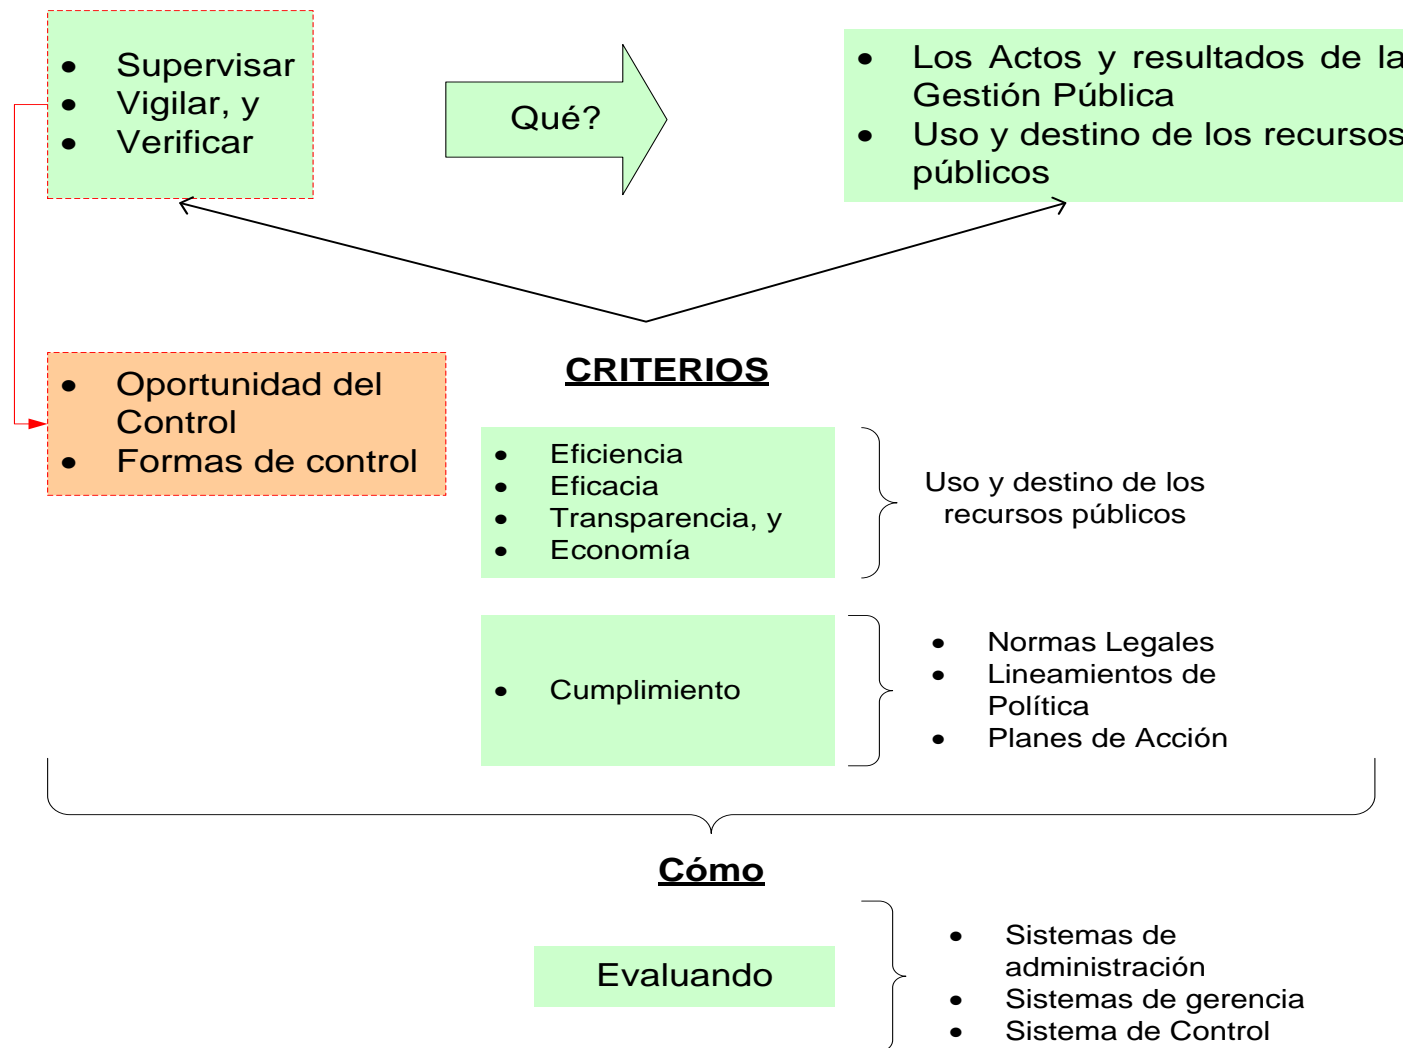 • Supervisar
• Vigilar, y
• Verificar
Qué?
• Los Actos y resultados de la
Gestión Pública
• Uso y destino de los recursos
públicos
• Oportunidad del
Control
• Formas de control
CRITERIOS
• Eficiencia
• Eficacia
• Transparencia, y
• Economía
Uso y destino de los
recursos públicos
• Cumplimiento
• Normas Legales
• Lineamientos de
Política
• Planes de Acción
Cómo
Evaluando
• Sistemas de
administración
• Sistemas de gerencia
• Sistema de Control